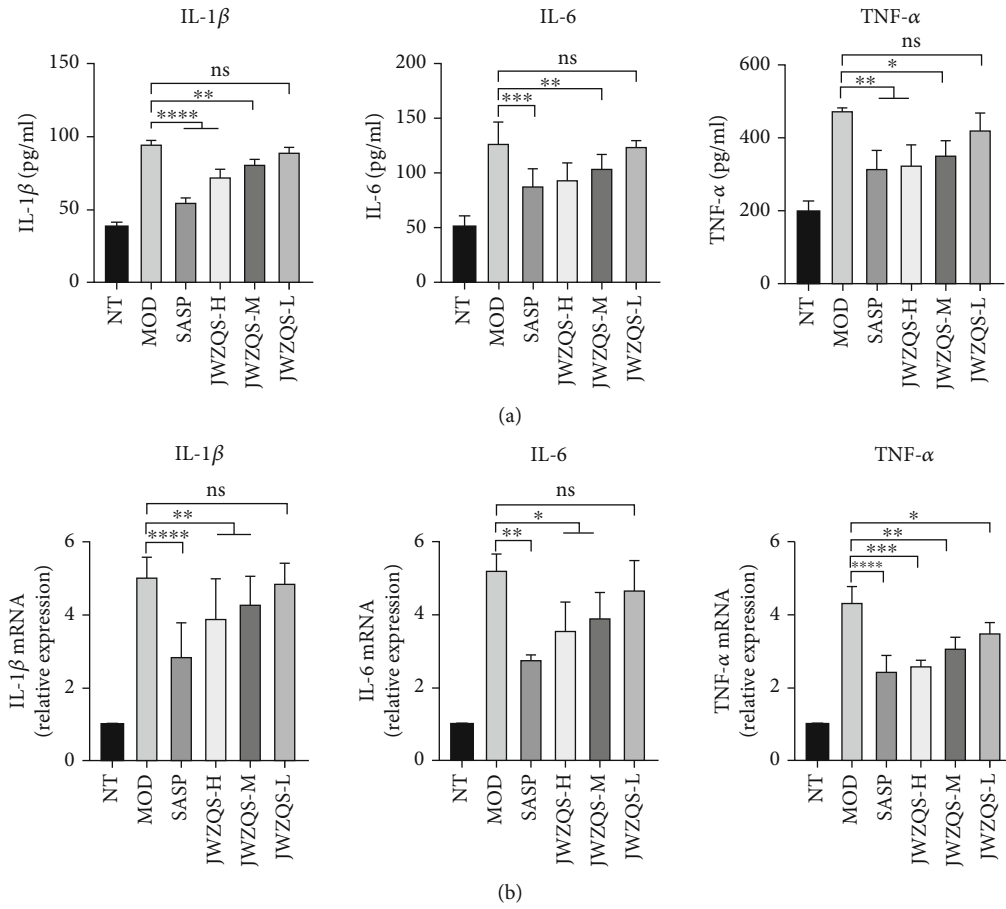 IL-1β
ns
**
****
IL-1β (pg/ml)
150
100
50
0
NT
MOD
SASP
JWZQS-H
JWZQS-M
JWZQS-L
IL-6
ns
**
***
IL-6 (pg/ml)
200
150
100
50
0
NT
MOD
SASP
JWZQS-H
JWZQS-M
JWZQS-L
TNF-α
ns
*
**
TNF-α (pg/ml)
600
400
200
0
NT
MOD
SASP
JWZQS-H
JWZQS-M
JWZQS-L
(a)
IL-1β
ns
**
****
IL-1β mRNA
(relative expression)
6
4
2
0
NT
MOD
SASP
JWZQS-H
JWZQS-M
JWZQS-L
IL-6
ns
*
**
IL-6 mRNA
(relative expression)
6
4
2
0
NT
MOD
SASP
JWZQS-H
JWZQS-M
JWZQS-L
TNF-α
*
**
***
****
TNF-α mRNA
(relative expression)
6
4
2
0
NT
MOD
SASP
JWZQS-H
JWZQS-M
JWZQS-L
(b)